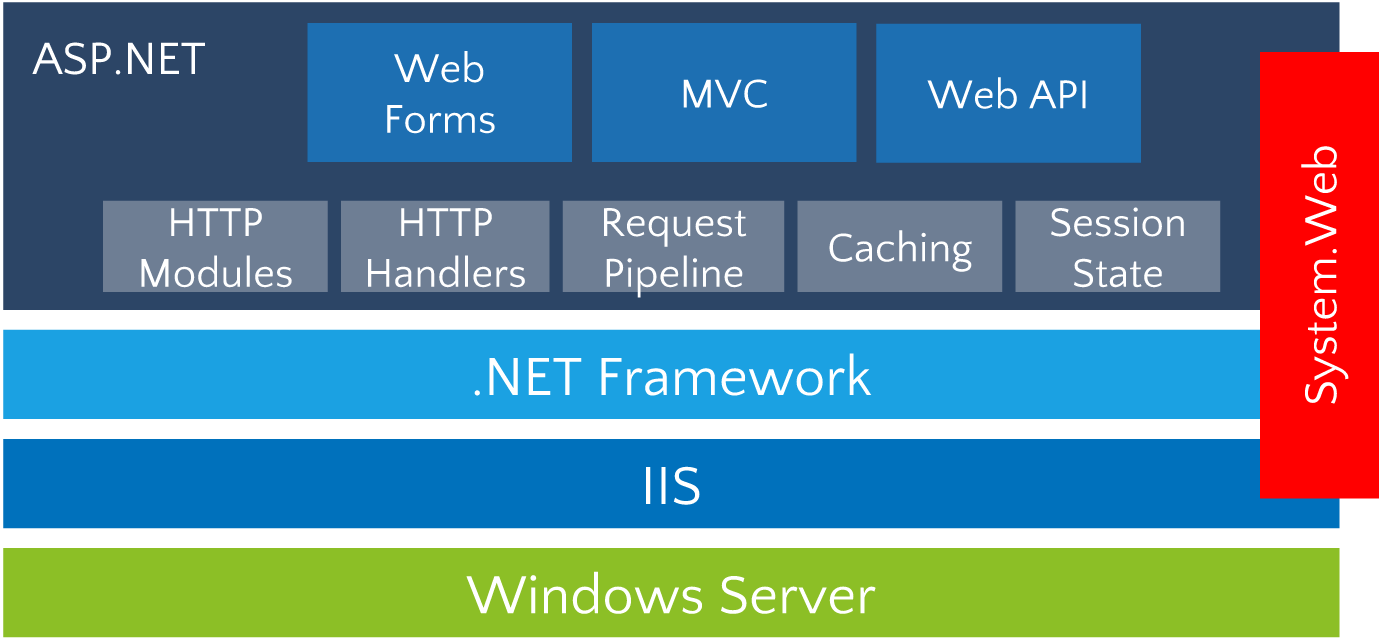 ASP.NET
Web
Forms
MVC
Web API
HTTP
Modules
HTTP
Handlers
Request
Pipeline
Caching
Session
State
System.Web
.NET Framework
IIS
Windows Server